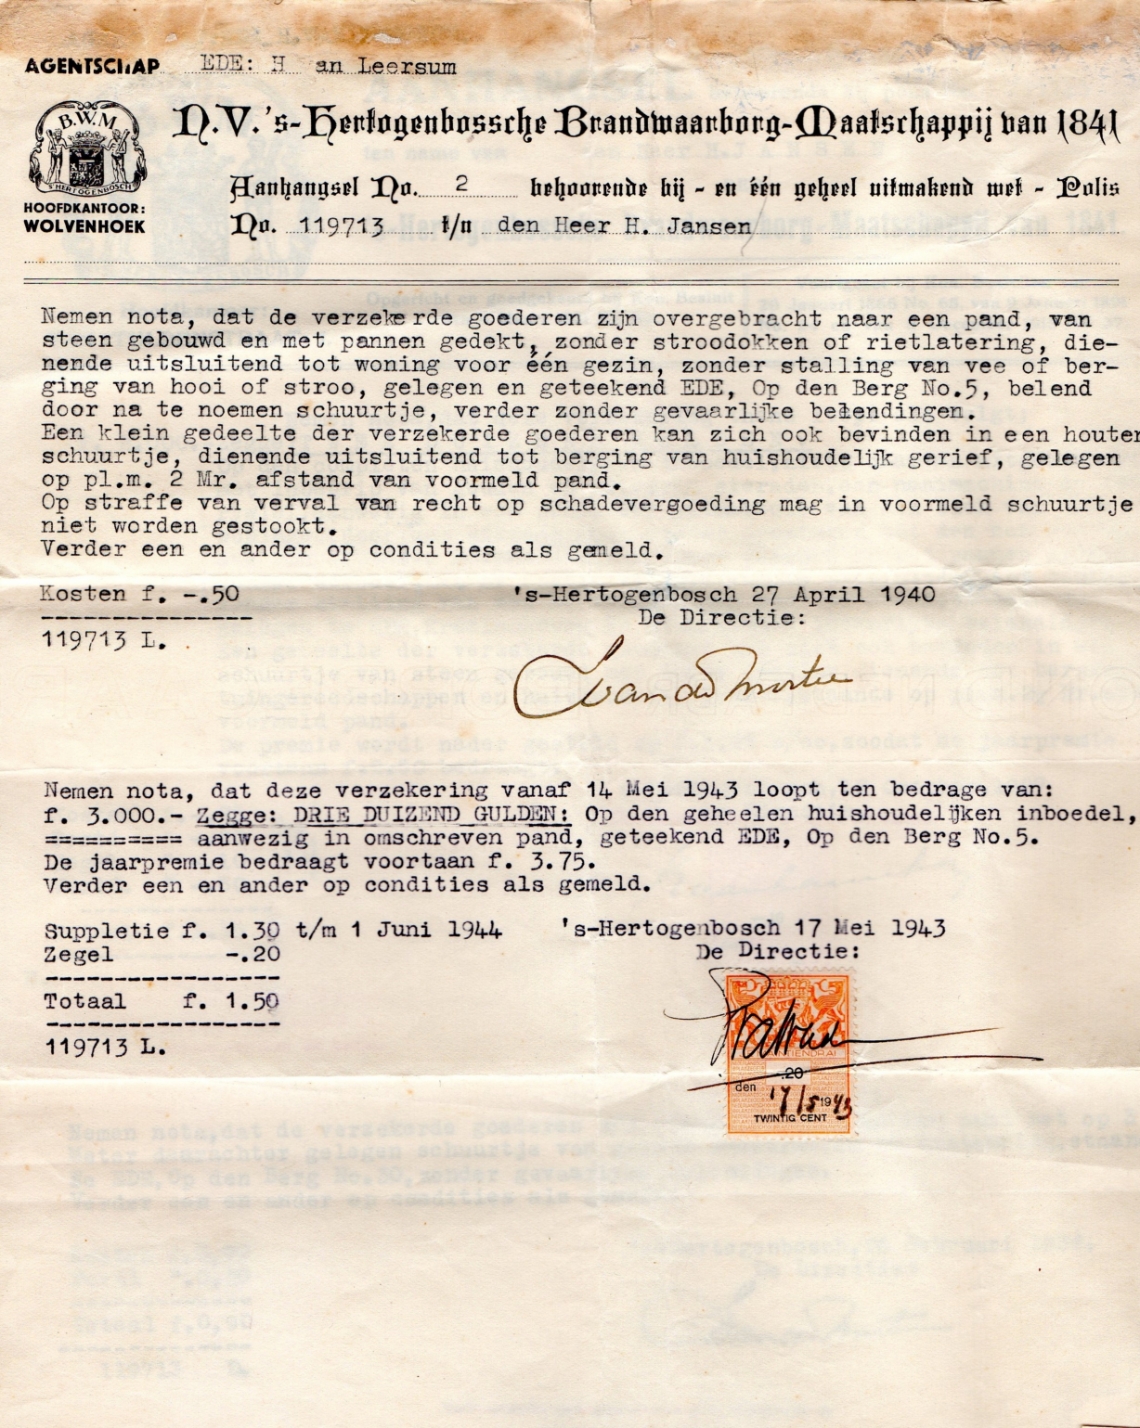 AGENTSCHAP EDE: H an Leersum
B.W.M
'S HERTOGENBOSCH
HOOFDKANTOOR:
WOLVENHOEK
N.V. 's-Hertogenbossche Brandwaarborg-Maatschappij van 1841
Aanhangsel No. 2 behoorende bij - en één geheel uitmakend met - Polis
No. 119713 t/n den Heer H. Jansen
Nemen nota, dat de verzekerde goederen zijn overgebracht naar een pand, van
steen gebouwd en met pannen gedekt, zonder stroodokken of rietlatering, die-
nende uitsluitend tot woning voor één gezin, zonder stalling van vee of ber-
ging van hooi of stroo, gelegen en geteekend EDE, Op den Berg No.5, belend
door na te noemen schuurtje, verder zonder gevaarlijke belendingen.
Een klein gedeelte der verzekerde goederen kan zich ook bevinden in een houten
schuurtje, dienende uitsluitend tot berging van huishoudelijk gerief, gelegen
op pl.m. 2 Mr. afstand van voormeld pand.
Op straffe van verval van recht op schadevergoeding mag in voormeld schuurtje
niet worden gestookt.
Verder een en ander op condities als gemeld.
Kosten f. -.50 's-Hertogenbosch 27 April 1940
--------------- De Directie:
119713 L.
Nemen nota, dat deze verzekering vanaf 14 Mei 1943 loopt ten bedrage van:
f. 3.000.- Zegge: DRIE DUIZEND GULDEN: Op den geheelen huishoudelijken inboedel,
========== aanwezig in omschreven pand, geteekend EDE, Op den Berg No.5.
De jaarpremie bedraagt voortaan f. 3.75.
Verder een en ander op condities als gemeld.
Suppletie f. 1.30 t/m 1 Juni 1944 's-Hertogenbosch 17 Mei 1943
Zegel -.20 De Directie:
-----------------
Totaal f. 1.50
-----------------
119713 L.
.20
den 17/5 1943
TWINTIG CENT